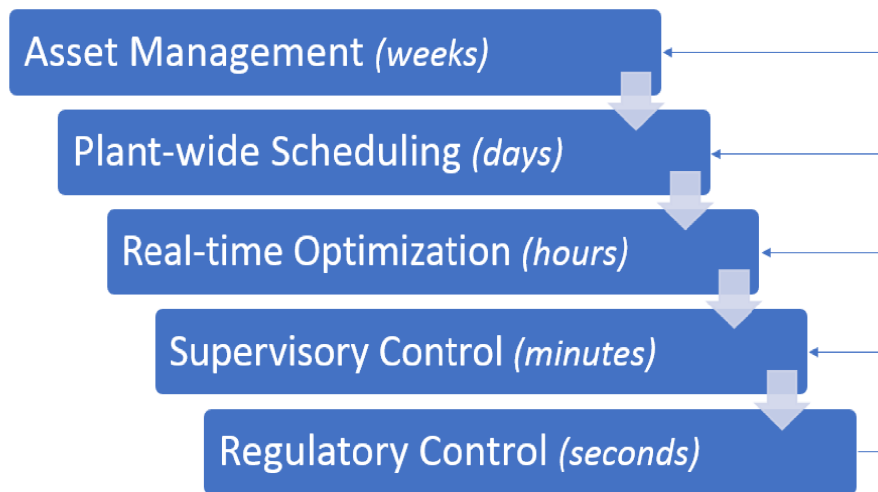 Asset Management (weeks)
Plant-wide Scheduling (days)
Real-time Optimization (hours)
Supervisory Control (minutes)
Regulatory Control (seconds)